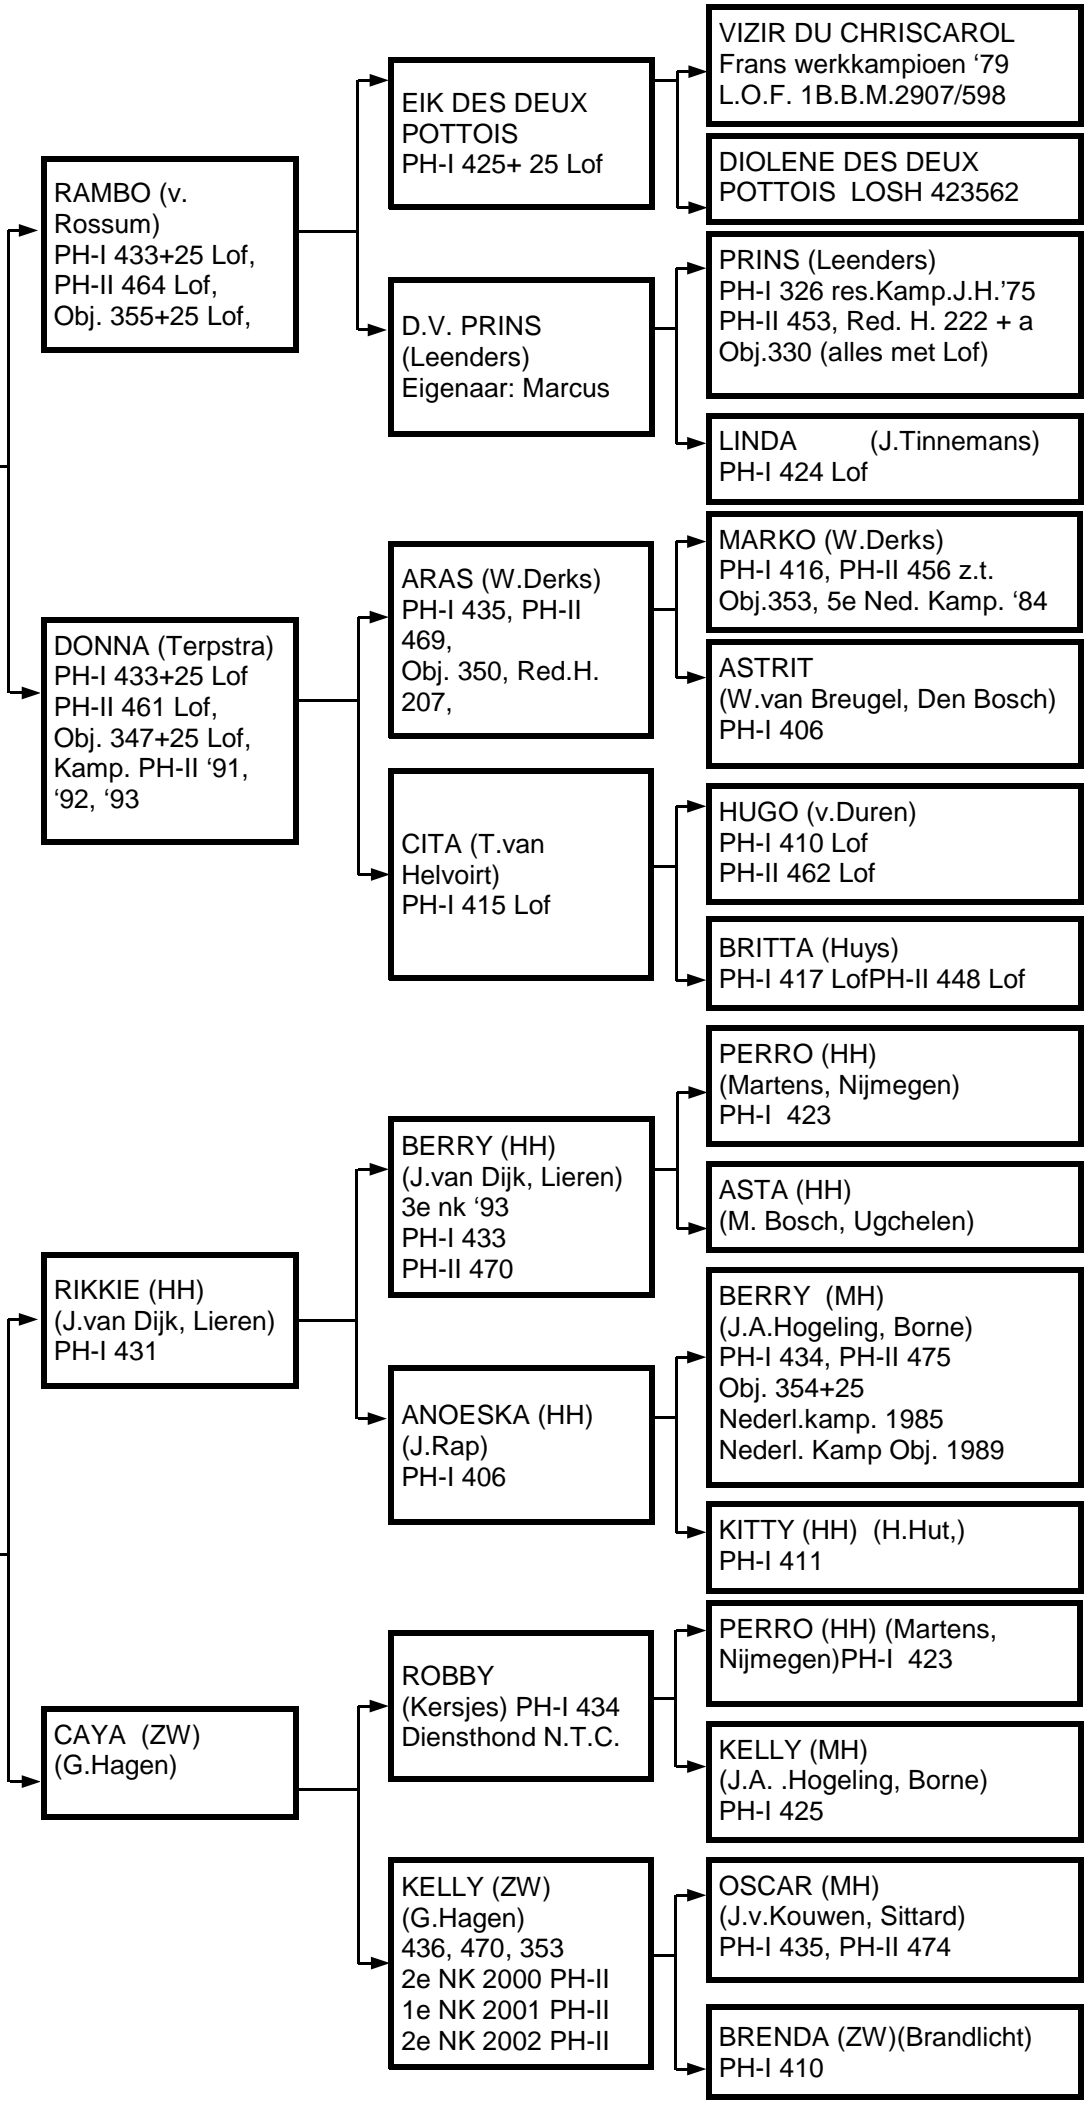 RAMBO (v.
Rossum)
PH-I 433+25 Lof,
PH-II 464 Lof,
Obj. 355+25 Lof,
DONNA (Terpstra)
PH-I 433+25 Lof
PH-II 461 Lof,
Obj. 347+25 Lof,
Kamp. PH-II ‘91,
‘92, ‘93
RIKKIE (HH)
(J.van Dijk, Lieren)
PH-I 431
CAYA (ZW)
(G.Hagen)
EIK DES DEUX
POTTOIS
PH-I 425+ 25 Lof
D.V. PRINS
(Leenders)
Eigenaar: Marcus
ARAS (W.Derks)
PH-I 435, PH-II
469,
Obj. 350, Red.H.
207,
CITA (T.van
Helvoirt)
PH-I 415 Lof
BERRY (HH)
(J.van Dijk, Lieren)
3e nk ‘93
PH-I 433
PH-II 470
ANOESKA (HH)
(J.Rap)
PH-I 406
ROBBY
(Kersjes) PH-I 434
Diensthond N.T.C.
KELLY (ZW)
(G.Hagen)
436, 470, 353
2e NK 2000 PH-II
1e NK 2001 PH-II
2e NK 2002 PH-II
VIZIR DU CHRISCAROL
Frans werkkampioen ‘79
L.O.F. 1B.B.M.2907/598
DIOLENE DES DEUX
POTTOIS LOSH 423562
PRINS (Leenders)
PH-I 326 res.Kamp.J.H.’75
PH-II 453, Red. H. 222 + a
Obj.330 (alles met Lof)
LINDA (J.Tinnemans)
PH-I 424 Lof
MARKO (W.Derks)
PH-I 416, PH-II 456 z.t.
Obj.353, 5e Ned. Kamp. ‘84
ASTRIT
(W.van Breugel, Den Bosch)
PH-I 406
HUGO (v.Duren)
PH-I 410 Lof
PH-II 462 Lof
BRITTA (Huys)
PH-I 417 LofPH-II 448 Lof
PERRO (HH)
(Martens, Nijmegen)
PH-I 423
ASTA (HH)
(M. Bosch, Ugchelen)
BERRY (MH)
(J.A.Hogeling, Borne)
PH-I 434, PH-II 475
Obj. 354+25
Nederl.kamp. 1985
Nederl. Kamp Obj. 1989
KITTY (HH) (H.Hut,)
PH-I 411
PERRO (HH) (Martens,
Nijmegen)PH-I 423
KELLY (MH)
(J.A. .Hogeling, Borne)
PH-I 425
OSCAR (MH)
(J.v.Kouwen, Sittard)
PH-I 435, PH-II 474
BRENDA (ZW)(Brandlicht)
PH-I 410